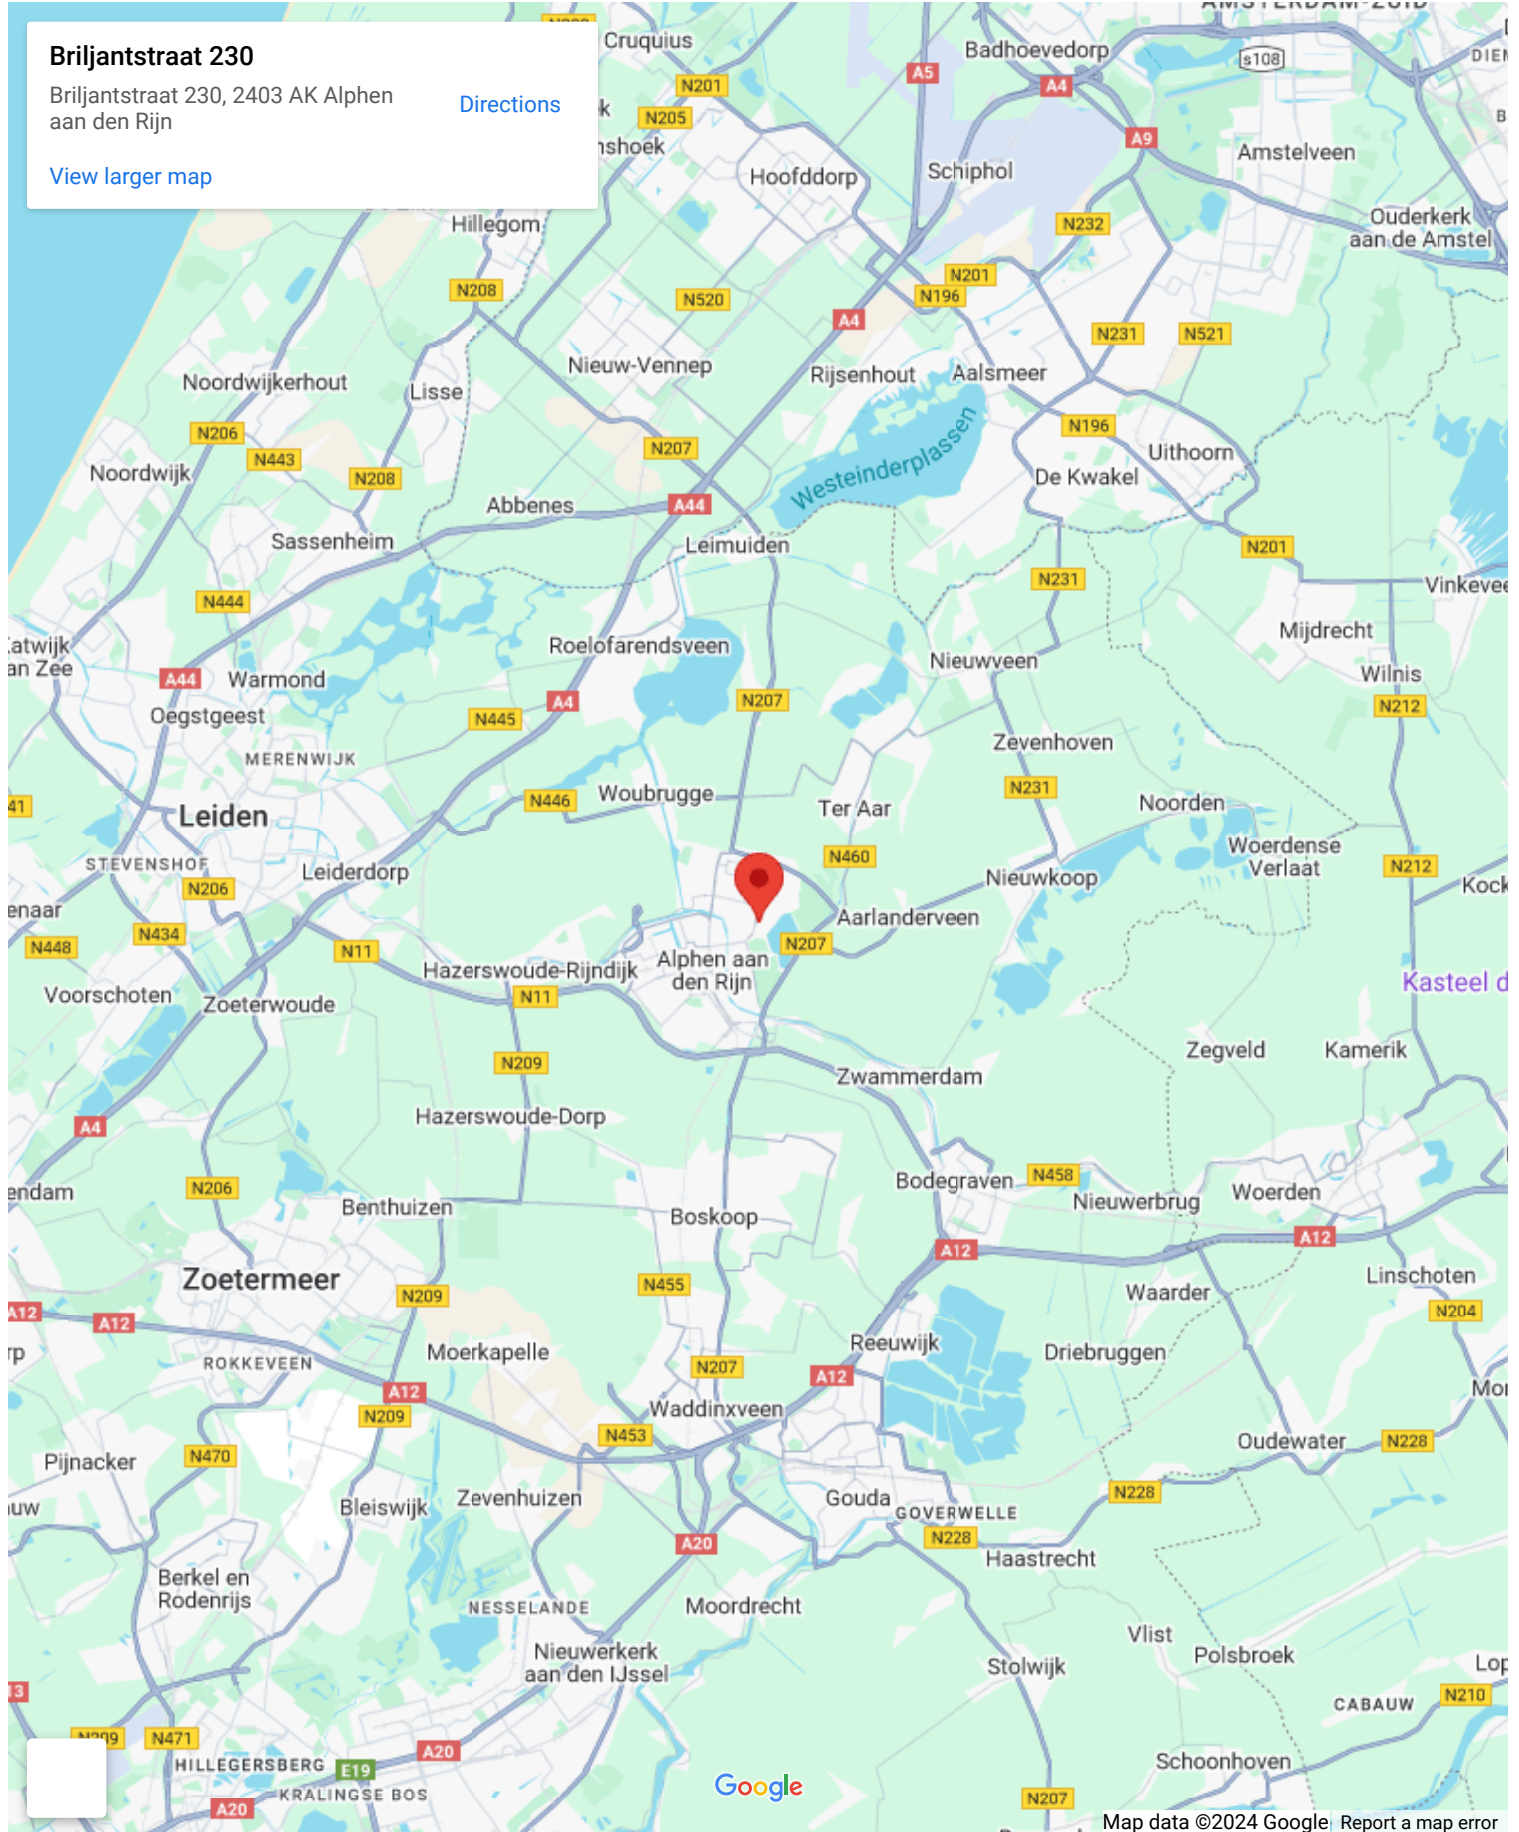 Briljantstraat 230
Briljantstraat 230, 2403 AK Alphen
aan den Rijn
Directions
View larger map
Cruquius
N201
N205
Badhoevedorp
A5
A4
s108
A9
Amstelveen
Hoofddorp
Schiphol
Hillegom
N232
Ouderkerk
aan de Amstel
N208
N520
N201
N196
A4
N231
N521
Nieuw-Vennep
Rijsenhout
Aalsmeer
Noordwijkerhout
Lisse
N206
N443
N207
N196
Westeinderplassen
Uithoorn
Noordwijk
N208
De Kwakel
Abbenes
A44
Sassenheim
Leimuiden
N201
N444
N231
Roelofarendsveen
Nieuwveen
Mijdrecht
Wilnis
A44
Warmond
A4
N207
N212
Oegstgeest
N445
Zevenhoven
MERENWIJK
N231
N446
Woubrugge
Ter Aar
Noorden
Leiden
Woerdense
Verlaat
STEVENSHOF
Leiderdorp
N460
N212
N206
Nieuwkoop
Aarlanderveen
N434
N448
N11
N207
Alphen aan
den Rijn
Hazerswoude-Rijndijk
N11
Voorschoten
Zoeterwoude
N209
Zegveld
Kamerik
Zwammerdam
A4
Hazerswoude-Dorp
N206
Benthuizen
Boskoop
Bodegraven
N458
Nieuwerbrug
Woerden
A12
A12
Zoetermeer
N209
N455
Waarder
Linschoten
N204
A12
A12
ROKKEVEEN
Moerkapelle
Reeuwijk
Driebruggen
N207
A12
A12
N209
Waddinxveen
N453
Pijnacker
N470
Oudewater
N228
Bleiswijk
Zevenhuizen
Gouda
GOVERWELLE
N228
N228
A20
Haastrecht
Berkel en
Rodenrijs
NESSELANDE
Moordrecht
Vlist
Polsbroek
Nieuwerkerk
aan den IJssel
Stolwijk
CABAUW
N210
N471
HILLEGERSBERG
E19
A20
Schoonhoven
KRALINGSE BOS
A20
Google
N207
Map data ©2024 Google
Report a map error